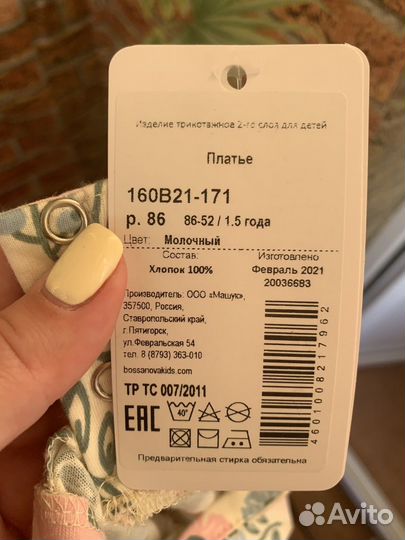 Изделие трикотажное 2-го слоя для детей
Платье
160В21-171
р. 86 86-52 / 1.5 года
Цвет: Молочный
Состав:
Хлопок 100%
Изготовлено
Февраль 2021
20036683
Производитель: ООО «Машук»,
357500, Россия,
Ставропольский край,
г. Пятигорск,
ул.Февральская 54
тел. 8 (8793) 363-010
bossanovakids.com
ТР ТС 007/2011
EAC
40°
4601008217962
Предварительная стирка обязательна
Avito